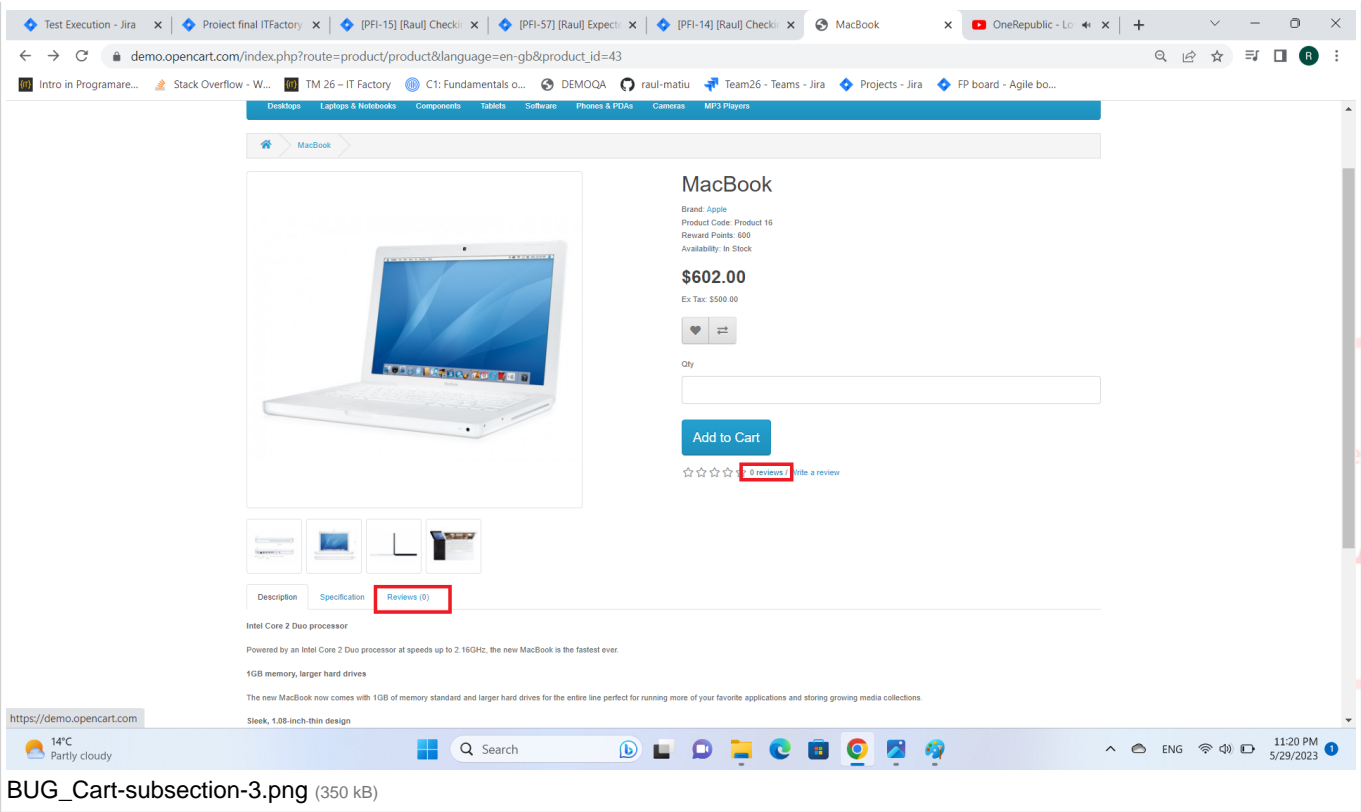 Test Execution - Jira
Proiect final ITFactory
[PFI-15] [Raul] Checkin
[PFI-57] [Raul] Expecte
[PFI-14] [Raul] Checkin
MacBook
OneRepublic - Lo
demo.opencart.com/index.php?route=product/product&language=en-gb&product_id=43
R
Intro in Programare...
Stack Overflow - W...
TM 26 – IT Factory
C1: Fundamentals o...
DEMOQA
raul-matiu
Team26 - Teams - Jira
Projects - Jira
FP board - Agile bo...
Desktops Laptops & Notebooks Components Tablets Software Phones & PDAs Cameras MP3 Players
MacBook
MacBook
Brand: Apple
Product Code: Product 16
Reward Points: 600
Availability: In Stock
$602.00
Ex Tax: $500.00
Qty
Add to Cart
0 reviews / Write a review
Description Specification Reviews (0)
Intel Core 2 Duo processor
Powered by an Intel Core 2 Duo processor at speeds up to 2.16GHz, the new MacBook is the fastest ever.
1GB memory, larger hard drives
The new MacBook now comes with 1GB of memory standard and larger hard drives for the entire line perfect for running more of your favorite applications and storing growing media collections.
Sleek, 1.08-inch-thin design
https://demo.opencart.com
14°C
Partly cloudy
Search
ENG
11:20 PM
5/29/2023
1
BUG_Cart-subsection-3.png (350 kB)